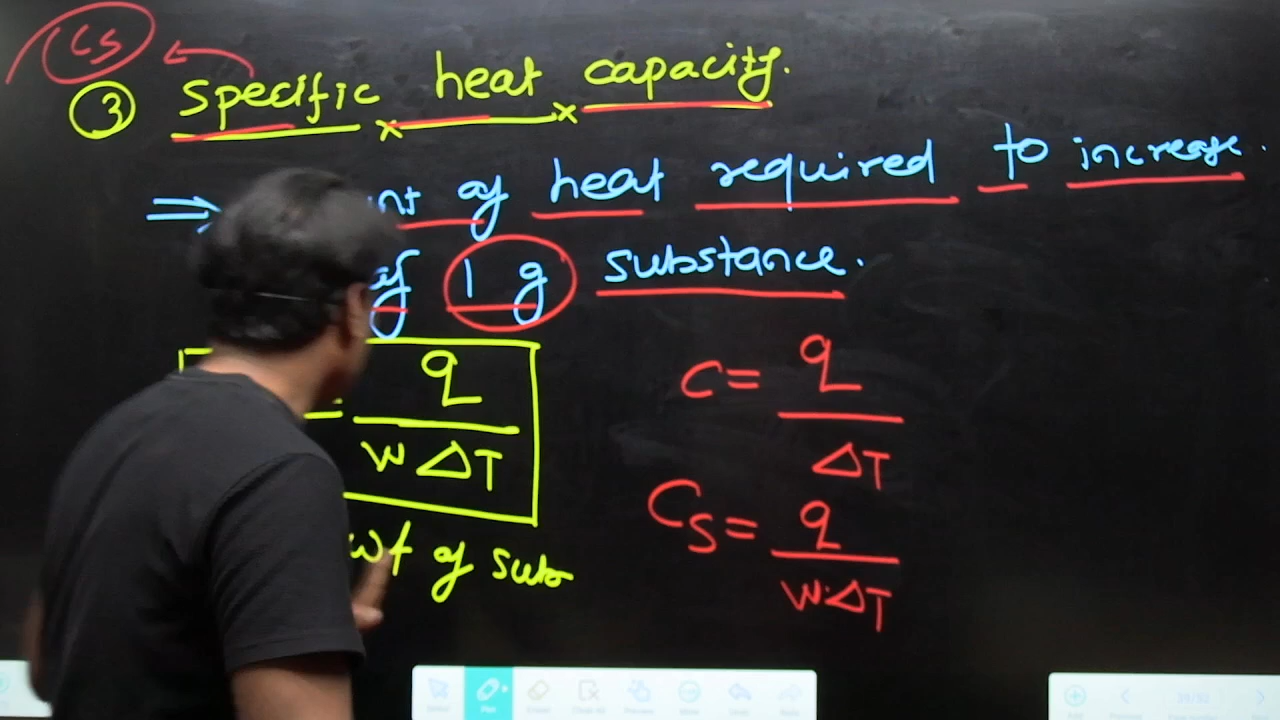 Cs
③ Specific heat capacity.
⇒ nt of heat required to increase.
of 1 g substance.
= q / W ΔT
wt of sub
C = q / ΔT
Cs = q / W·ΔT